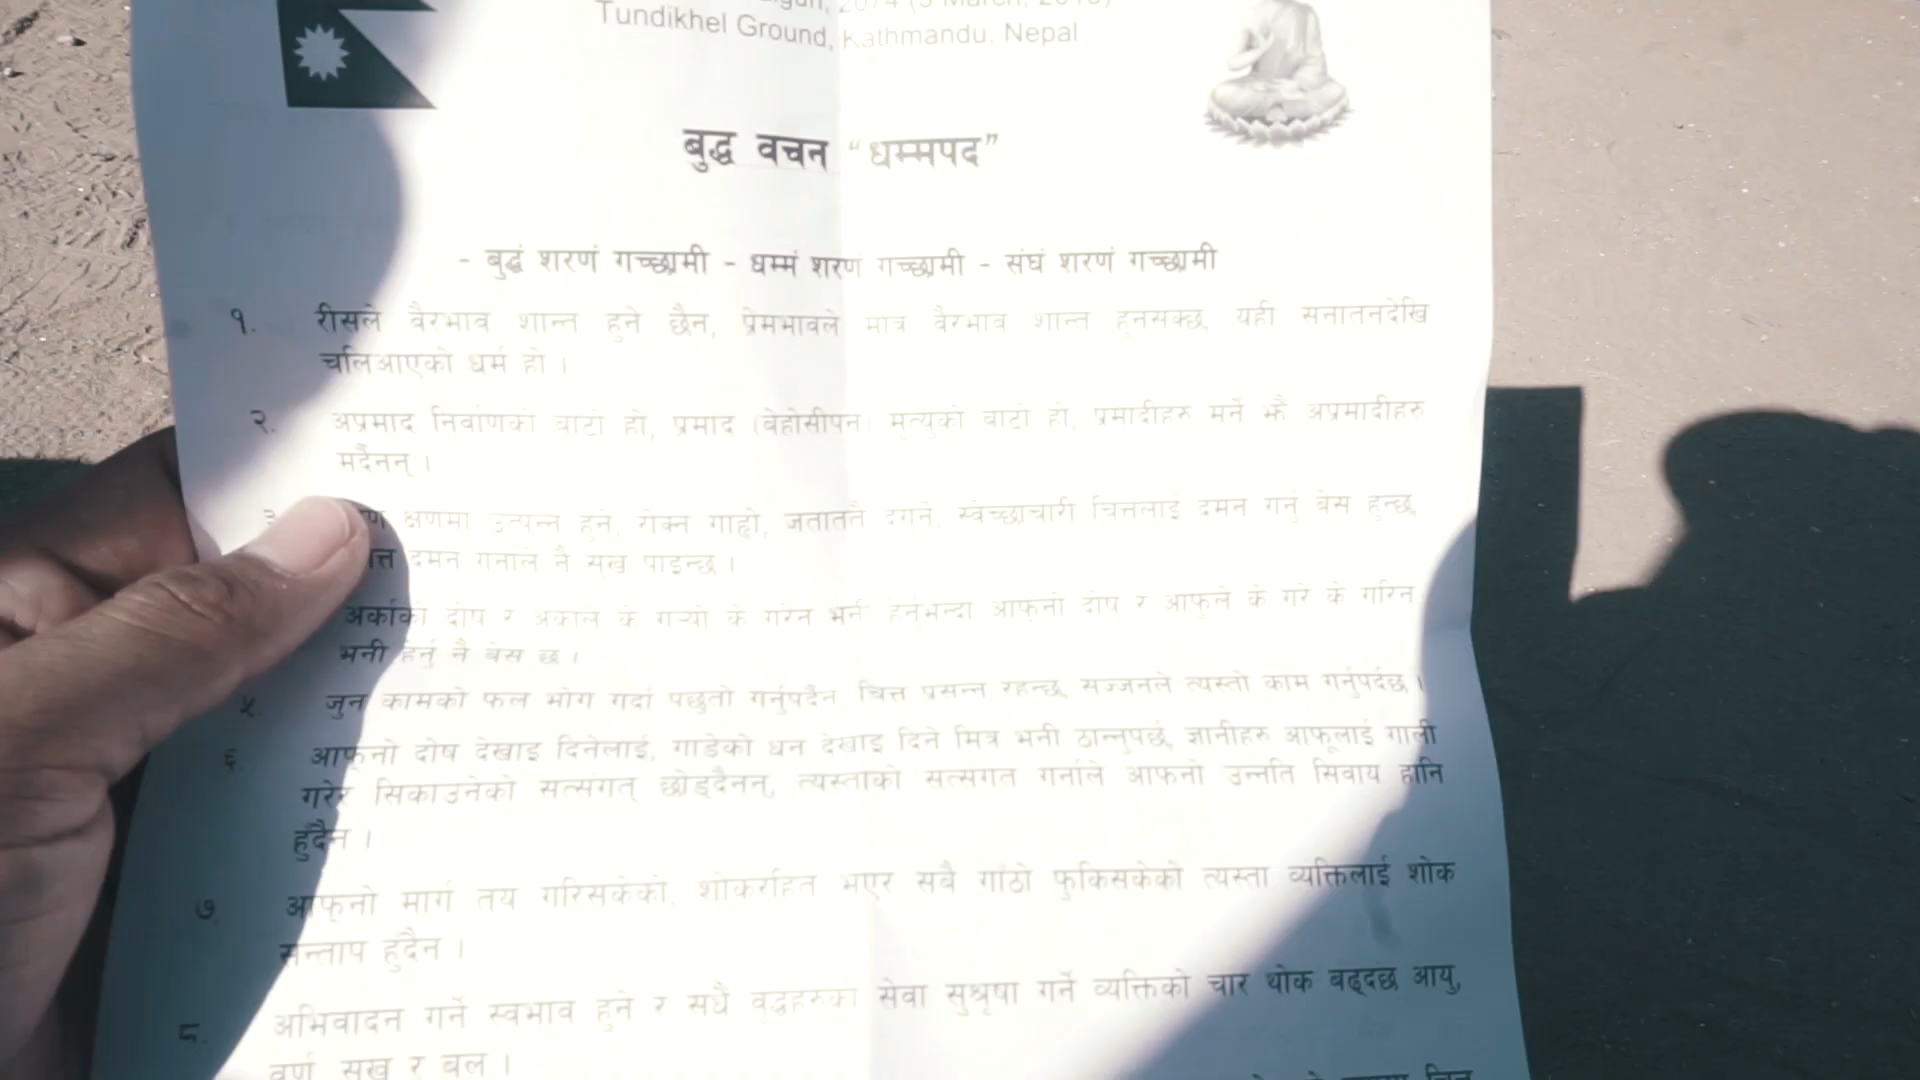 Tundikhel Ground, Kathmandu, Nepal
बुद्ध वचन “धम्मपद”
- बुद्धं शरणं गच्छामी - धम्मं शरणं गच्छामी - संघं शरणं गच्छामी
१. रीसले वैरभाव शान्त हुने छैन, प्रेमभावले मात्र वैरभाव शान्त हुनसक्छ यही सनातनदेखि
चलिआएको धर्म हो ।
२. अप्रमाद निर्वाणको बाटो हो, प्रमाद (बेहोसीपन) मृत्युको बाटो हो, प्रमादीहरु मर्ने झैं अप्रमादीहरु
मर्दैनन् ।
क्षणमा उत्पन्न हुने, रोक्न गाह्रो, जताततै दगुर्ने, स्वेच्छाचारी चित्तलाई दमन गर्नु बेस हुन्छ
दमन गर्नाले नै सुख पाइन्छ ।
अर्काको दोष र अर्काले के गर्‍यो के गरेन भनी हेर्नुभन्दा आफ्नो दोष र आफुले के गरे के गरिन
भनी हेर्नु नै बेस छ ।
५. जुन कामको फल भोग गर्दा पछुतो गर्नुपर्दैन चित्त प्रसन्न रहन्छ सज्जनले त्यस्तो काम गर्नुपर्दछ ।
६. आफ्नो दोष देखाइ दिनेलाई, गाडेको धन देखाइ दिने मित्र भनी ठान्नुपर्छ, ज्ञानीहरु आफूलाई गाली
गरेर सिकाउनेको सत्संगत् छोड्दैनन्, त्यस्ताको सत्संगत गर्नाले आफ्नो उन्नति सिवाय हानि
हुँदैन ।
७ आफ्नो मार्ग तय गरिसकेको, शोकरहित भएर सबै गाँठो फुकिसकेको त्यस्ता व्यक्तिलाई शोक
सन्ताप हुँदैन ।
८. अभिवादन गर्ने स्वभाव हुने र सधै वृद्धहरुका सेवा सुश्रृषा गर्ने व्यक्तिको चार थोक बढ्दछ आयु,
वर्ण सुख र बल ।